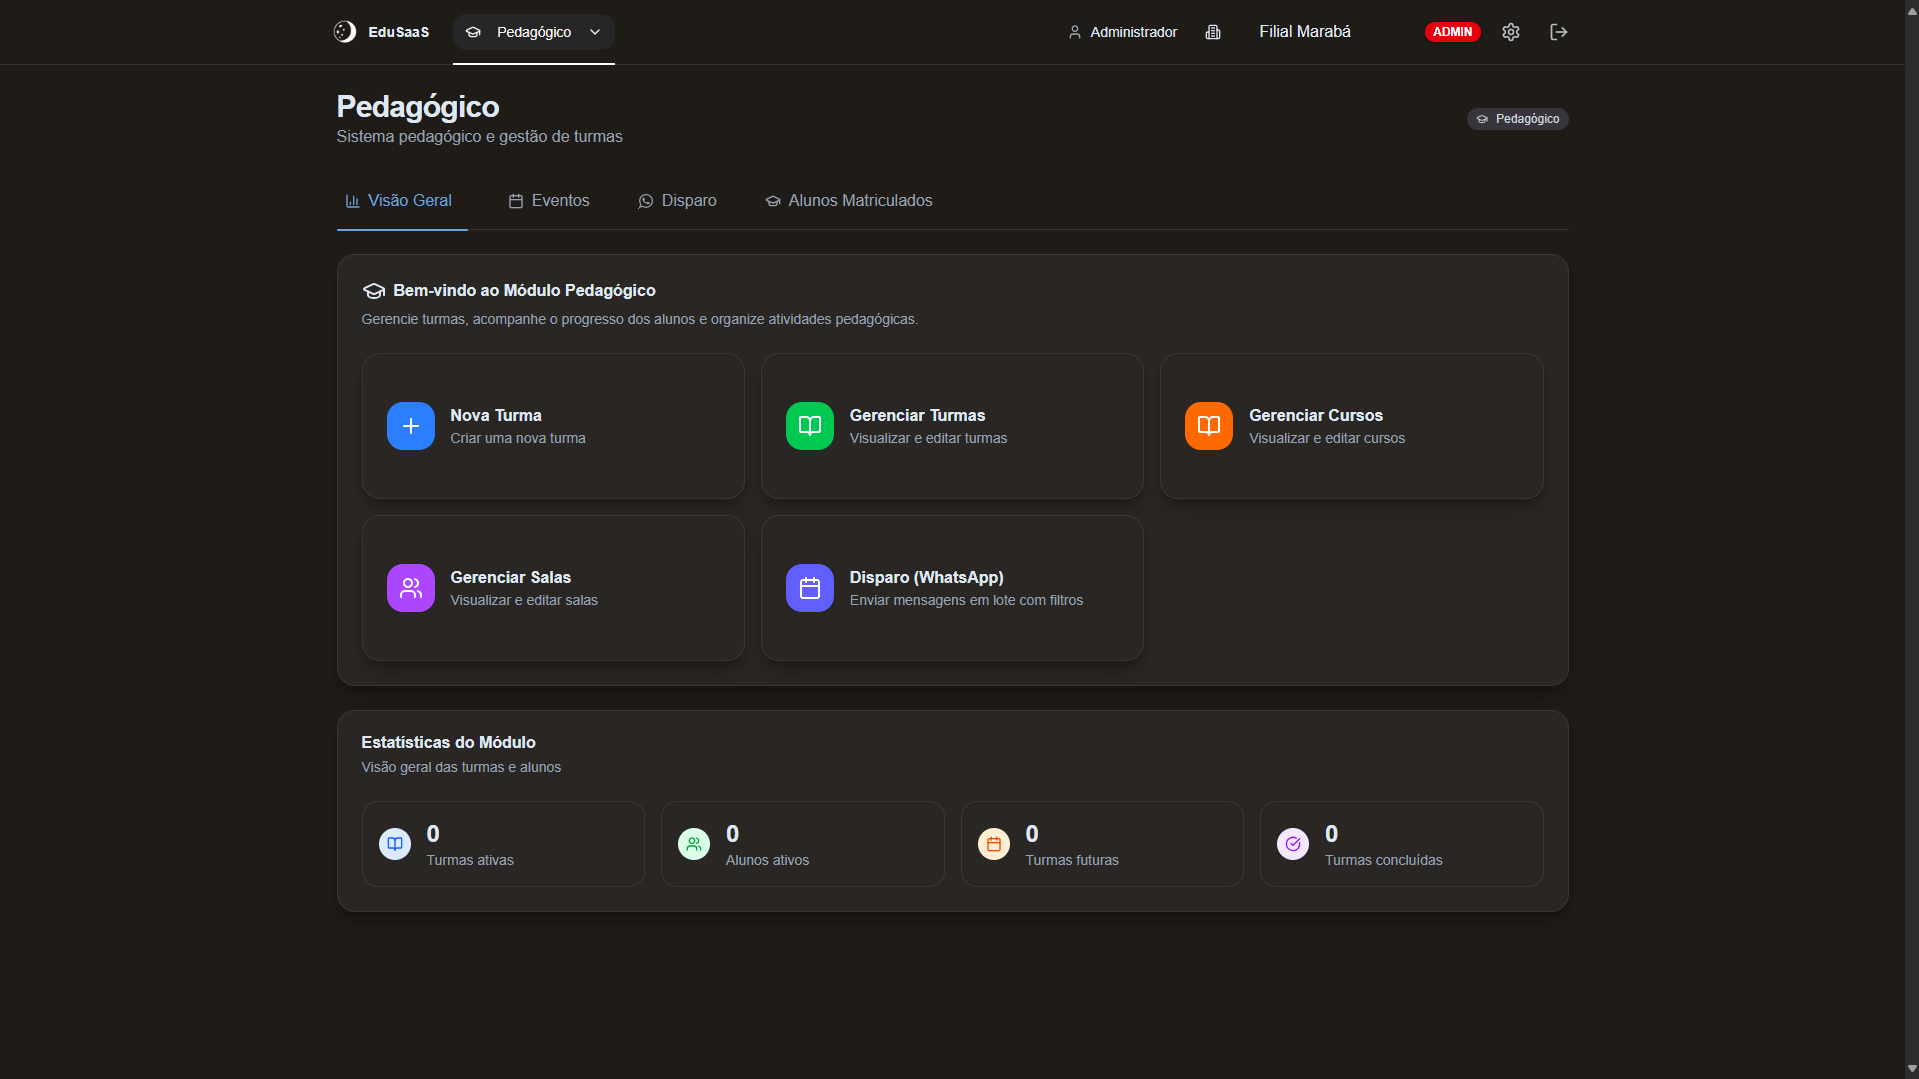 EduSaaS
Pedagógico
Administrador
Filial Marabá
ADMIN
Pedagógico
Sistema pedagógico e gestão de turmas
Pedagógico
Visão Geral
Eventos
Disparo
Alunos Matriculados
Bem-vindo ao Módulo Pedagógico
Gerencie turmas, acompanhe o progresso dos alunos e organize atividades pedagógicas.
Nova Turma
Criar uma nova turma
Gerenciar Turmas
Visualizar e editar turmas
Gerenciar Cursos
Visualizar e editar cursos
Gerenciar Salas
Visualizar e editar salas
Disparo (WhatsApp)
Enviar mensagens em lote com filtros
Estatísticas do Módulo
Visão geral das turmas e alunos
0
Turmas ativas
0
Alunos ativos
0
Turmas futuras
0
Turmas concluídas